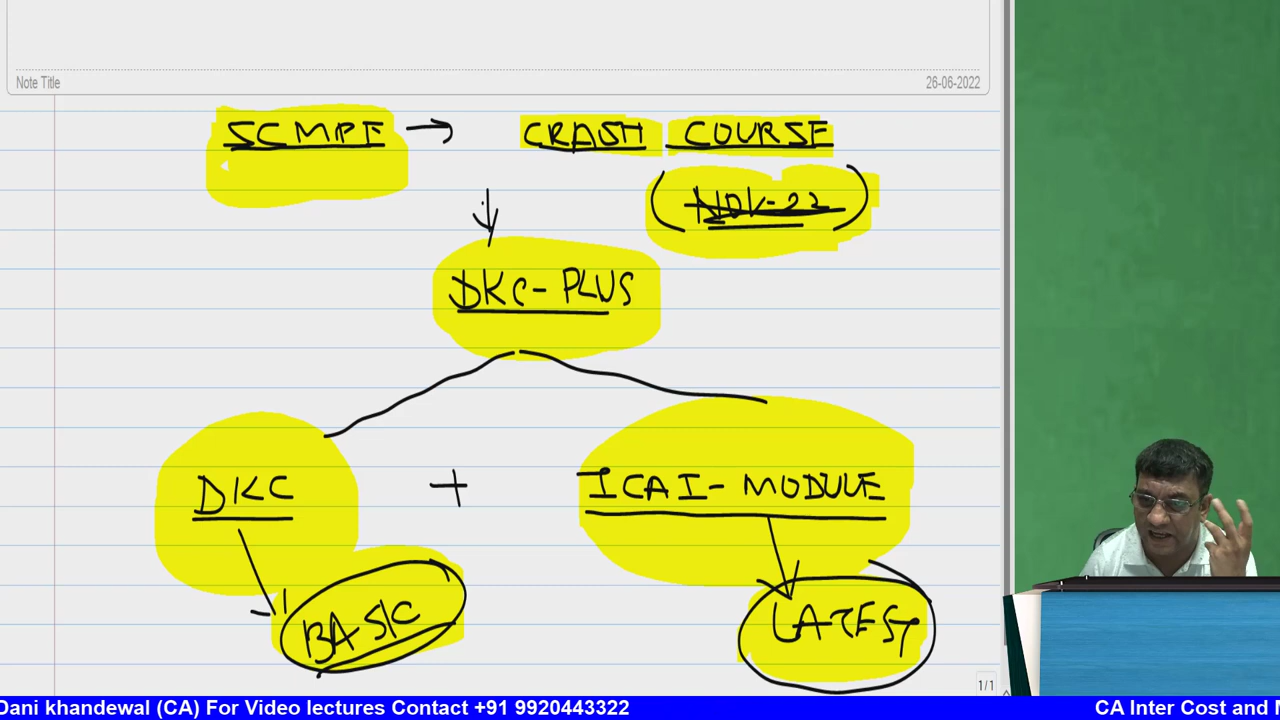 Note Title
26-06-2022
SCMPE → CRASH COURSE
(NOV-22)
DKC-PLUS
DKC + ICAI-MODULE
BASIC
LATEST
1/1
Dani khandewal (CA) For Video lectures Contact +91 9920443322
CA Inter Cost and